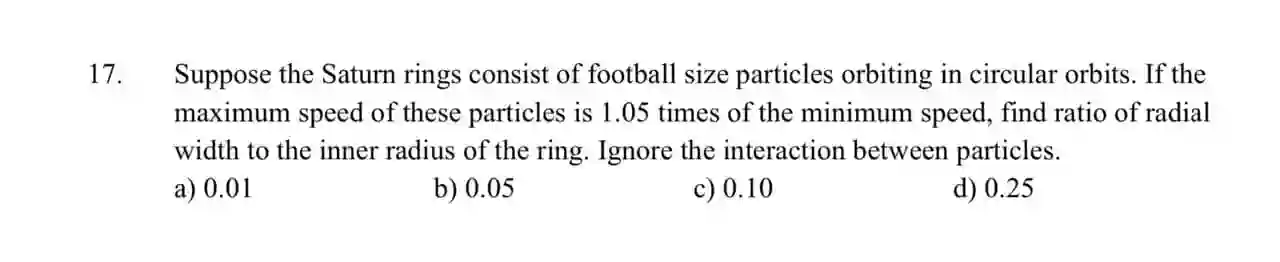 17. Suppose the Saturn rings consist of football size particles orbiting in circular orbits. If the
maximum speed of these particles is 1.05 times of the minimum speed, find ratio of radial
width to the inner radius of the ring. Ignore the interaction between particles.
a) 0.01 b) 0.05 c) 0.10 d) 0.25